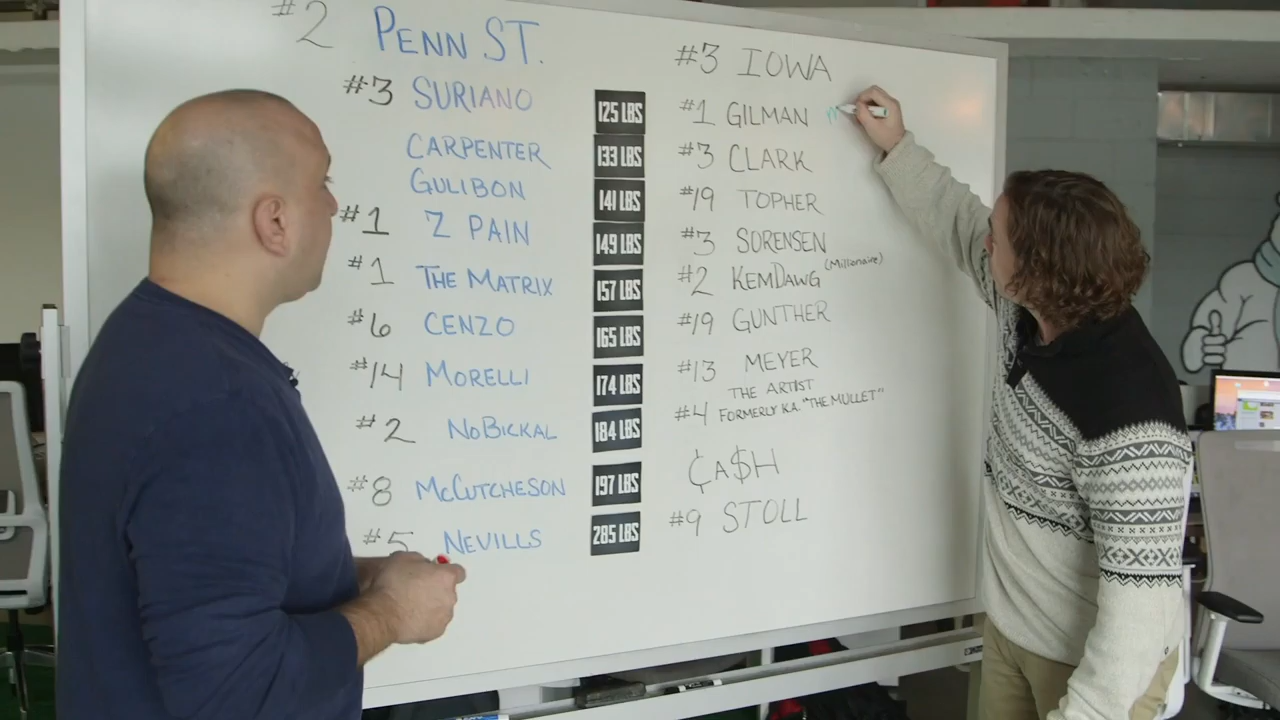 #2 PENN ST.
#3 IOWA
#3 SURIANO 125 LBS #1 GILMAN
CARPENTER 133 LBS #3 CLARK
GULIBON 141 LBS #19 TOPHER
#1 Z PAIN 149 LBS #3 SORENSEN
#1 THE MATRIX 157 LBS #2 KEMDAWG (Millionaire)
#6 CENZO 165 LBS #19 GUNTHER
#14 MORELLI 174 LBS #13 MEYER
#2 NOBICKAL 184 LBS #4 THE ARTIST
FORMERLY K.A. "THE MULLET"
#8 MCCUTCHESON 197 LBS ¢A$H
#5 NEVILLS 285 LBS #9 STOLL